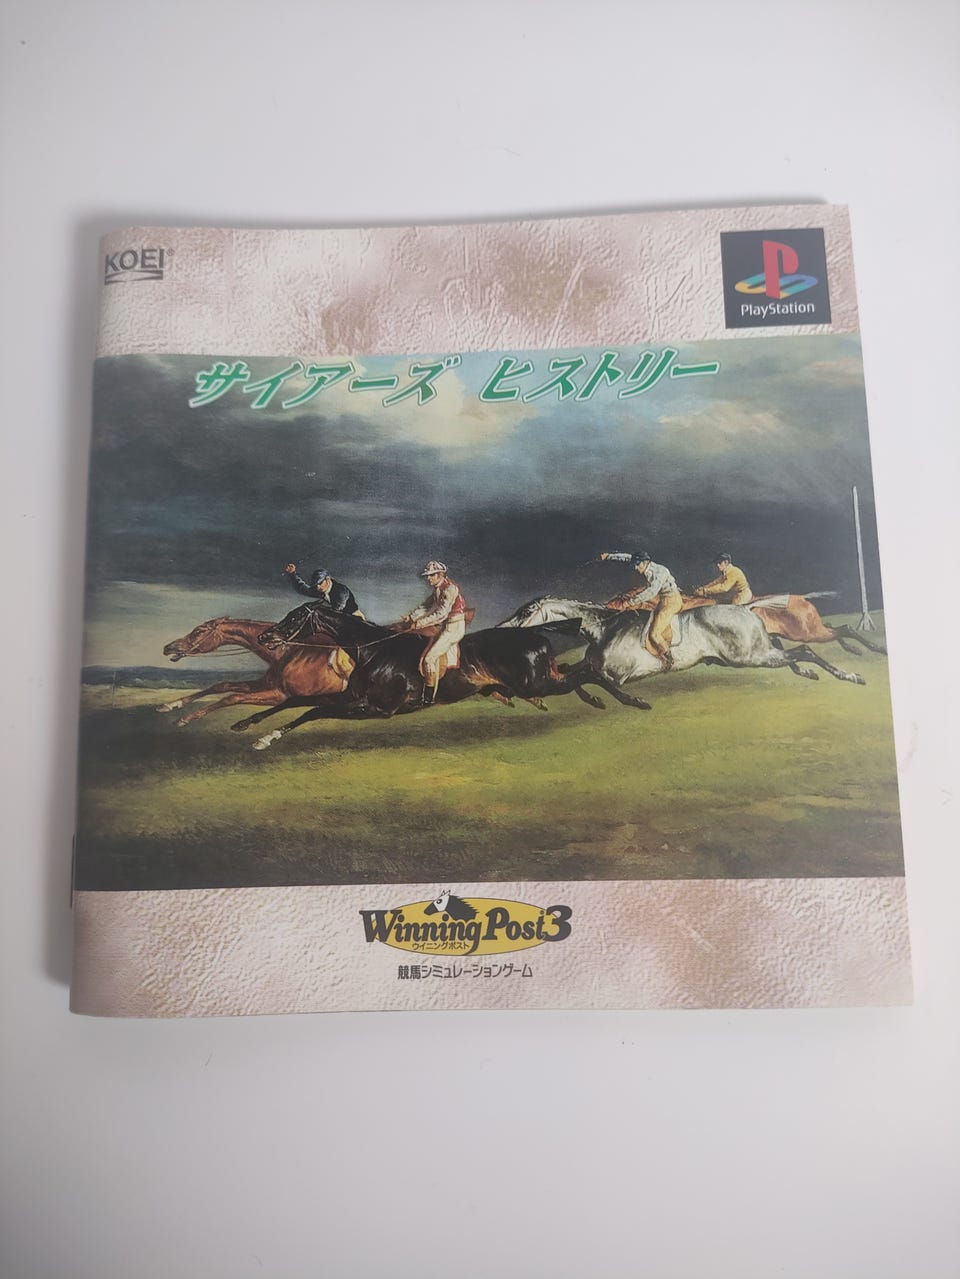 KOEI®
PlayStation
サイアーズ ヒストリー
Winning Post 3
ウイニングポスト
競馬シミュレーションゲーム